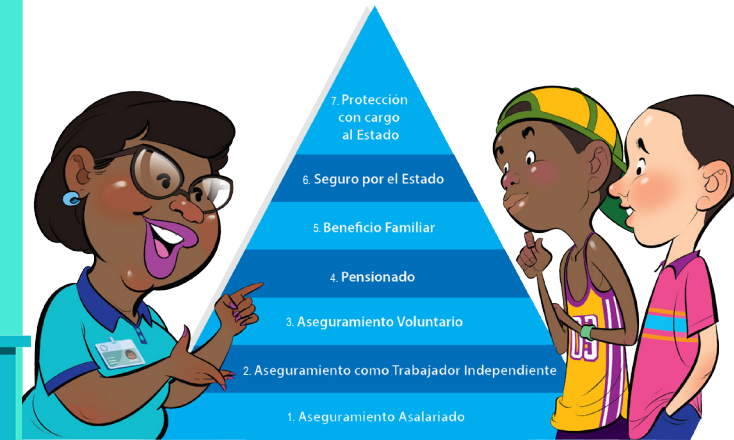 7. Protección
con cargo
al Estado
6. Seguro por el Estado
5. Beneficio Familiar
4. Pensionado
3. Aseguramiento Voluntario
2. Aseguramiento como Trabajador Independiente
1. Aseguramiento Asalariado
03